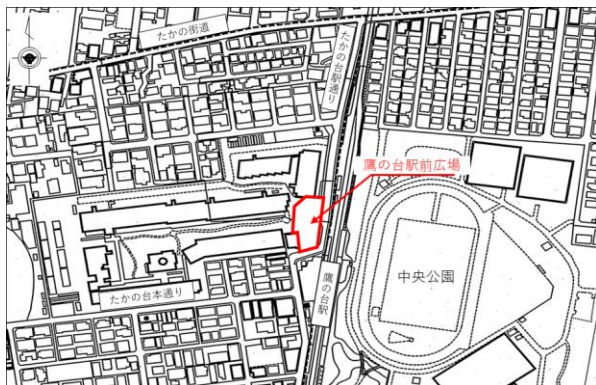 たかの街道
たかの台駅通り
鷹の台駅前広場
中央公園
たかの台本通り
鷹の台駅